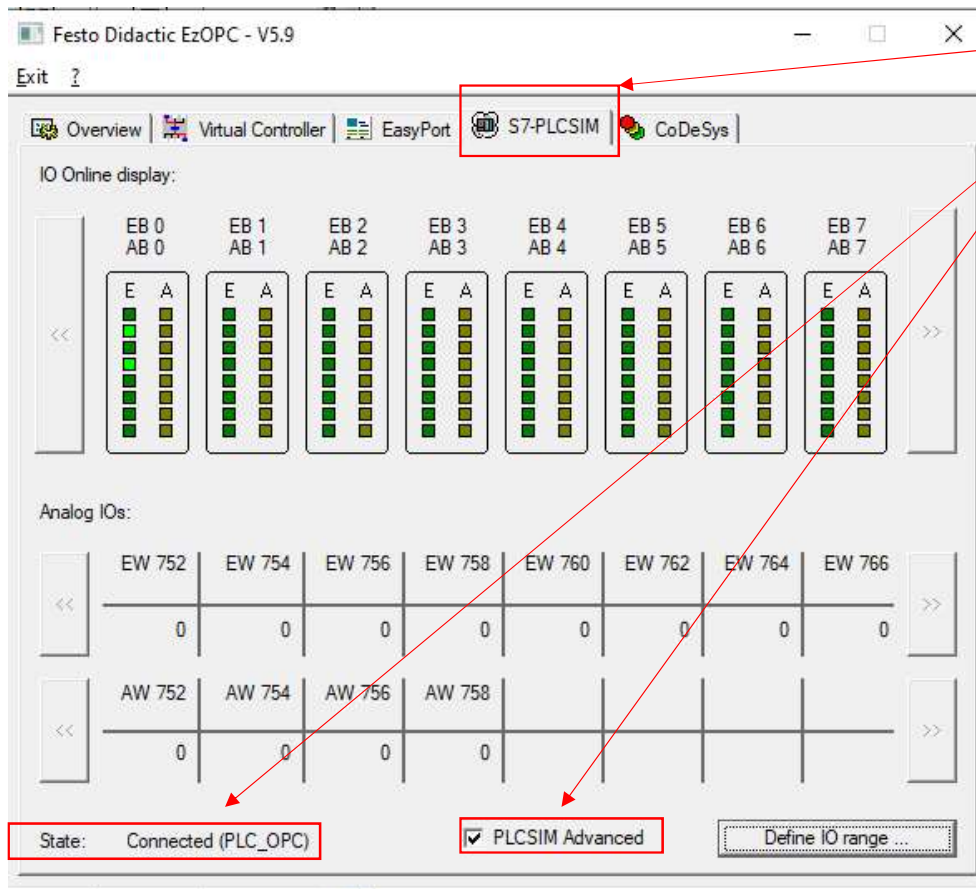 Festo Didactic EzOPC - V5.9
Exit ?
Overview Virtual Controller EasyPort S7-PLCSIM CoDeSys
IO Online display:
EB 0 EB 1 EB 2 EB 3 EB 4 EB 5 EB 6 EB 7
AB 0 AB 1 AB 2 AB 3 AB 4 AB 5 AB 6 AB 7
E A E A E A E A E A E A E A E A
<< >>
Analog IOs:
EW 752 EW 754 EW 756 EW 758 EW 760 EW 762 EW 764 EW 766
<< >>
0 0 0 0 0 0 0 0
AW 752 AW 754 AW 756 AW 758
<< >>
0 0 0 0
State: Connected (PLC_OPC) PLCSIM Advanced Define IO range ...